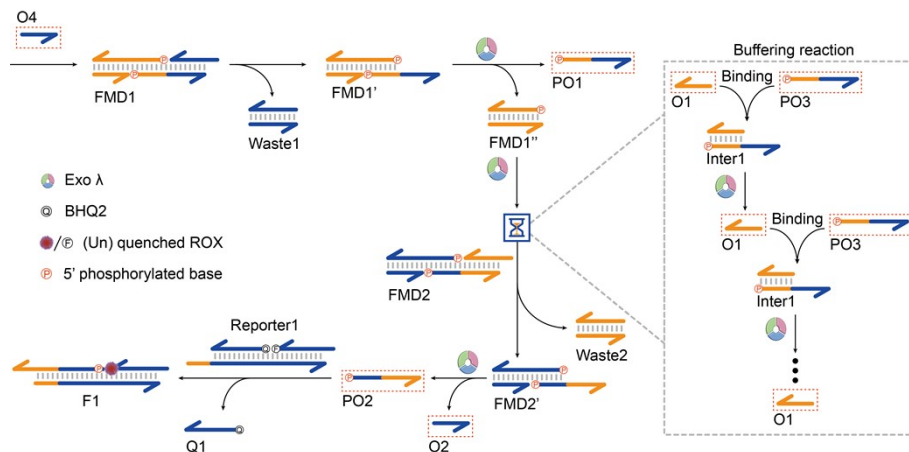 O4
FMD1
Waste1
FMD1'
PO1
FMD1''
Exo λ
Q BHQ2
/F (Un) quenched ROX
P 5' phosphorylated base
FMD2
Waste2
FMD2'
O2
PO2
Reporter1
Q F
Q1
F1
Buffering reaction
O1
Binding
PO3
Inter1
O1
Binding
PO3
Inter1
O1